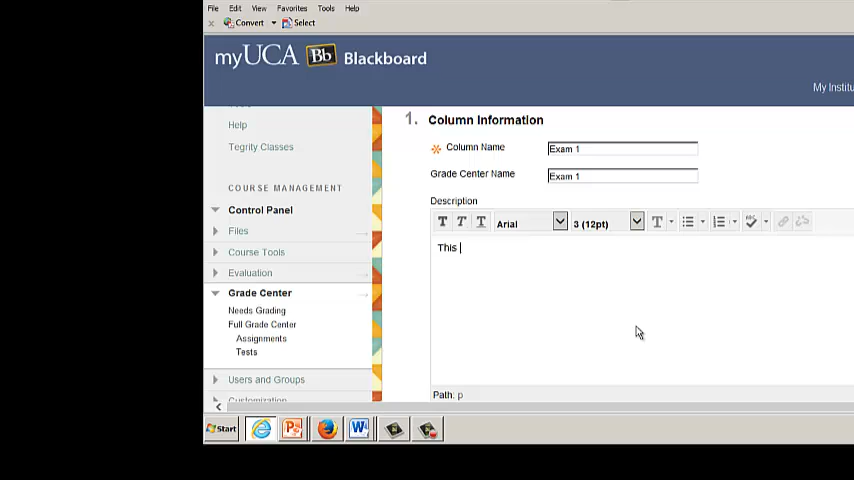 File Edit View Favorites Tools Help
Convert Select
myUCA Bb Blackboard
My Institu
Help
Tegrity Classes
COURSE MANAGEMENT
Control Panel
Files
Course Tools
Evaluation
Grade Center
Needs Grading
Full Grade Center
Assignments
Tests
Users and Groups
Customization
1. Column Information
Column Name Exam 1
Grade Center Name Exam 1
Description
T T T Arial 3 (12pt) T
This
Path: p
Start